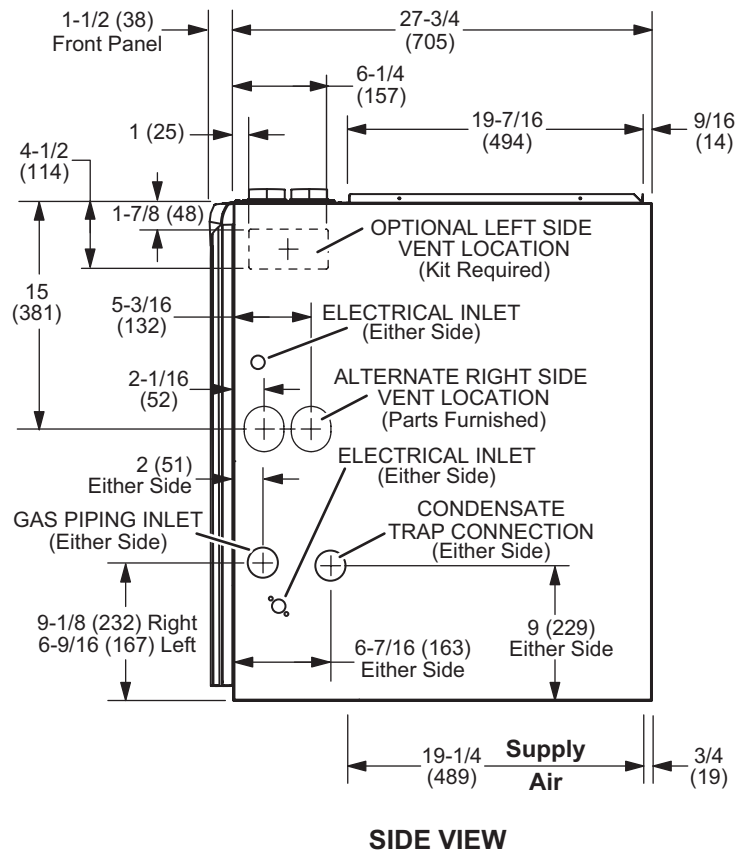 1-1/2 (38)
Front Panel
27-3/4
(705)
6-1/4
(157)
1 (25)
19-7/16
(494)
9/16
(14)
4-1/2
(114)
1-7/8 (48)
OPTIONAL LEFT SIDE
VENT LOCATION
(Kit Required)
15
(381)
5-3/16
(132)
ELECTRICAL INLET
(Either Side)
2-1/16
(52)
ALTERNATE RIGHT SIDE
VENT LOCATION
(Parts Furnished)
2 (51)
Either Side
ELECTRICAL INLET
(Either Side)
GAS PIPING INLET
(Either Side)
CONDENSATE
TRAP CONNECTION
(Either Side)
9-1/8 (232) Right
6-9/16 (167) Left
6-7/16 (163)
Either Side
9 (229)
Either Side
19-1/4
(489)
Supply
Air
3/4
(19)
SIDE VIEW